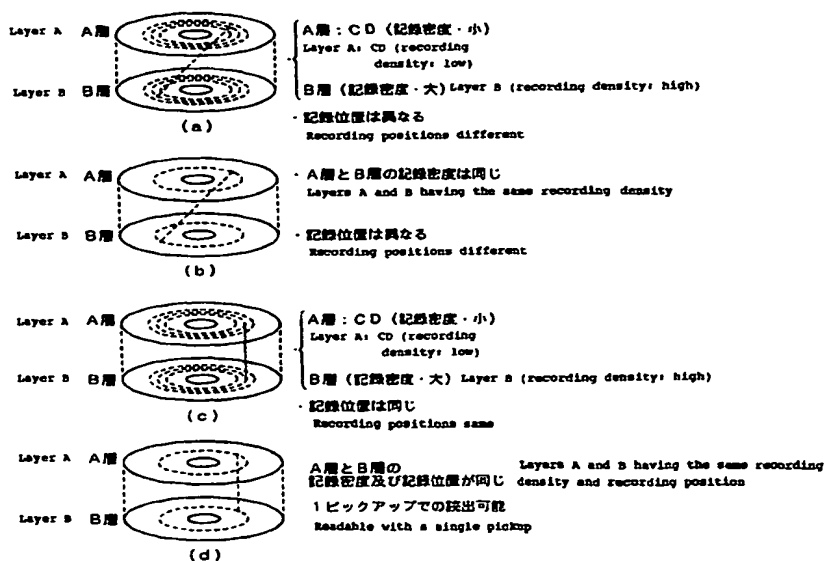 Layer A A層
A層：CD（記録密度・小）
Layer A: CD (recording
density: low)
Layer B B層
B層（記録密度・大）Layer B (recording density: high)
(a)
・記録位置は異なる
Recording positions different
Layer A A層
・A層とB層の記録密度は同じ
Layers A and B having the same recording density
Layer B B層
・記録位置は異なる
Recording positions different
(b)
Layer A A層
A層：CD（記録密度・小）
Layer A: CD (recording
density: low)
Layer B B層
B層（記録密度・大）Layer B (recording density: high)
(c)
・記録位置は同じ
Recording positions same
Layer A A層
A層とB層の
記録密度及び記録位置が同じ
Layers A and B having the same recording
density and recording position
Layer B B層
1ピックアップでの読出可能
Readable with a single pickup
(d)